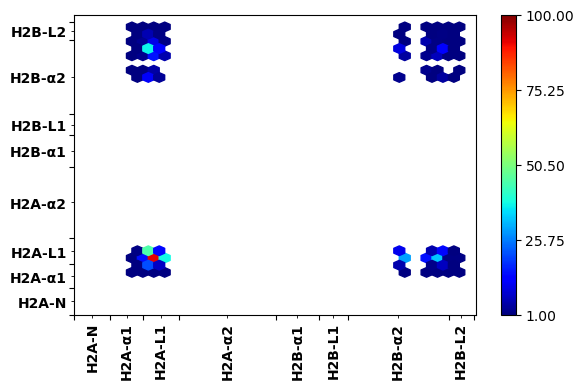 H2B-L2
H2B-α2
H2B-L1
H2B-α1
H2A-α2
H2A-L1
H2A-α1
H2A-N
H2A-N
H2A-α1
H2A-L1
H2A-α2
H2B-α1
H2B-L1
H2B-α2
H2B-L2
100.00
75.25
50.50
25.75
1.00